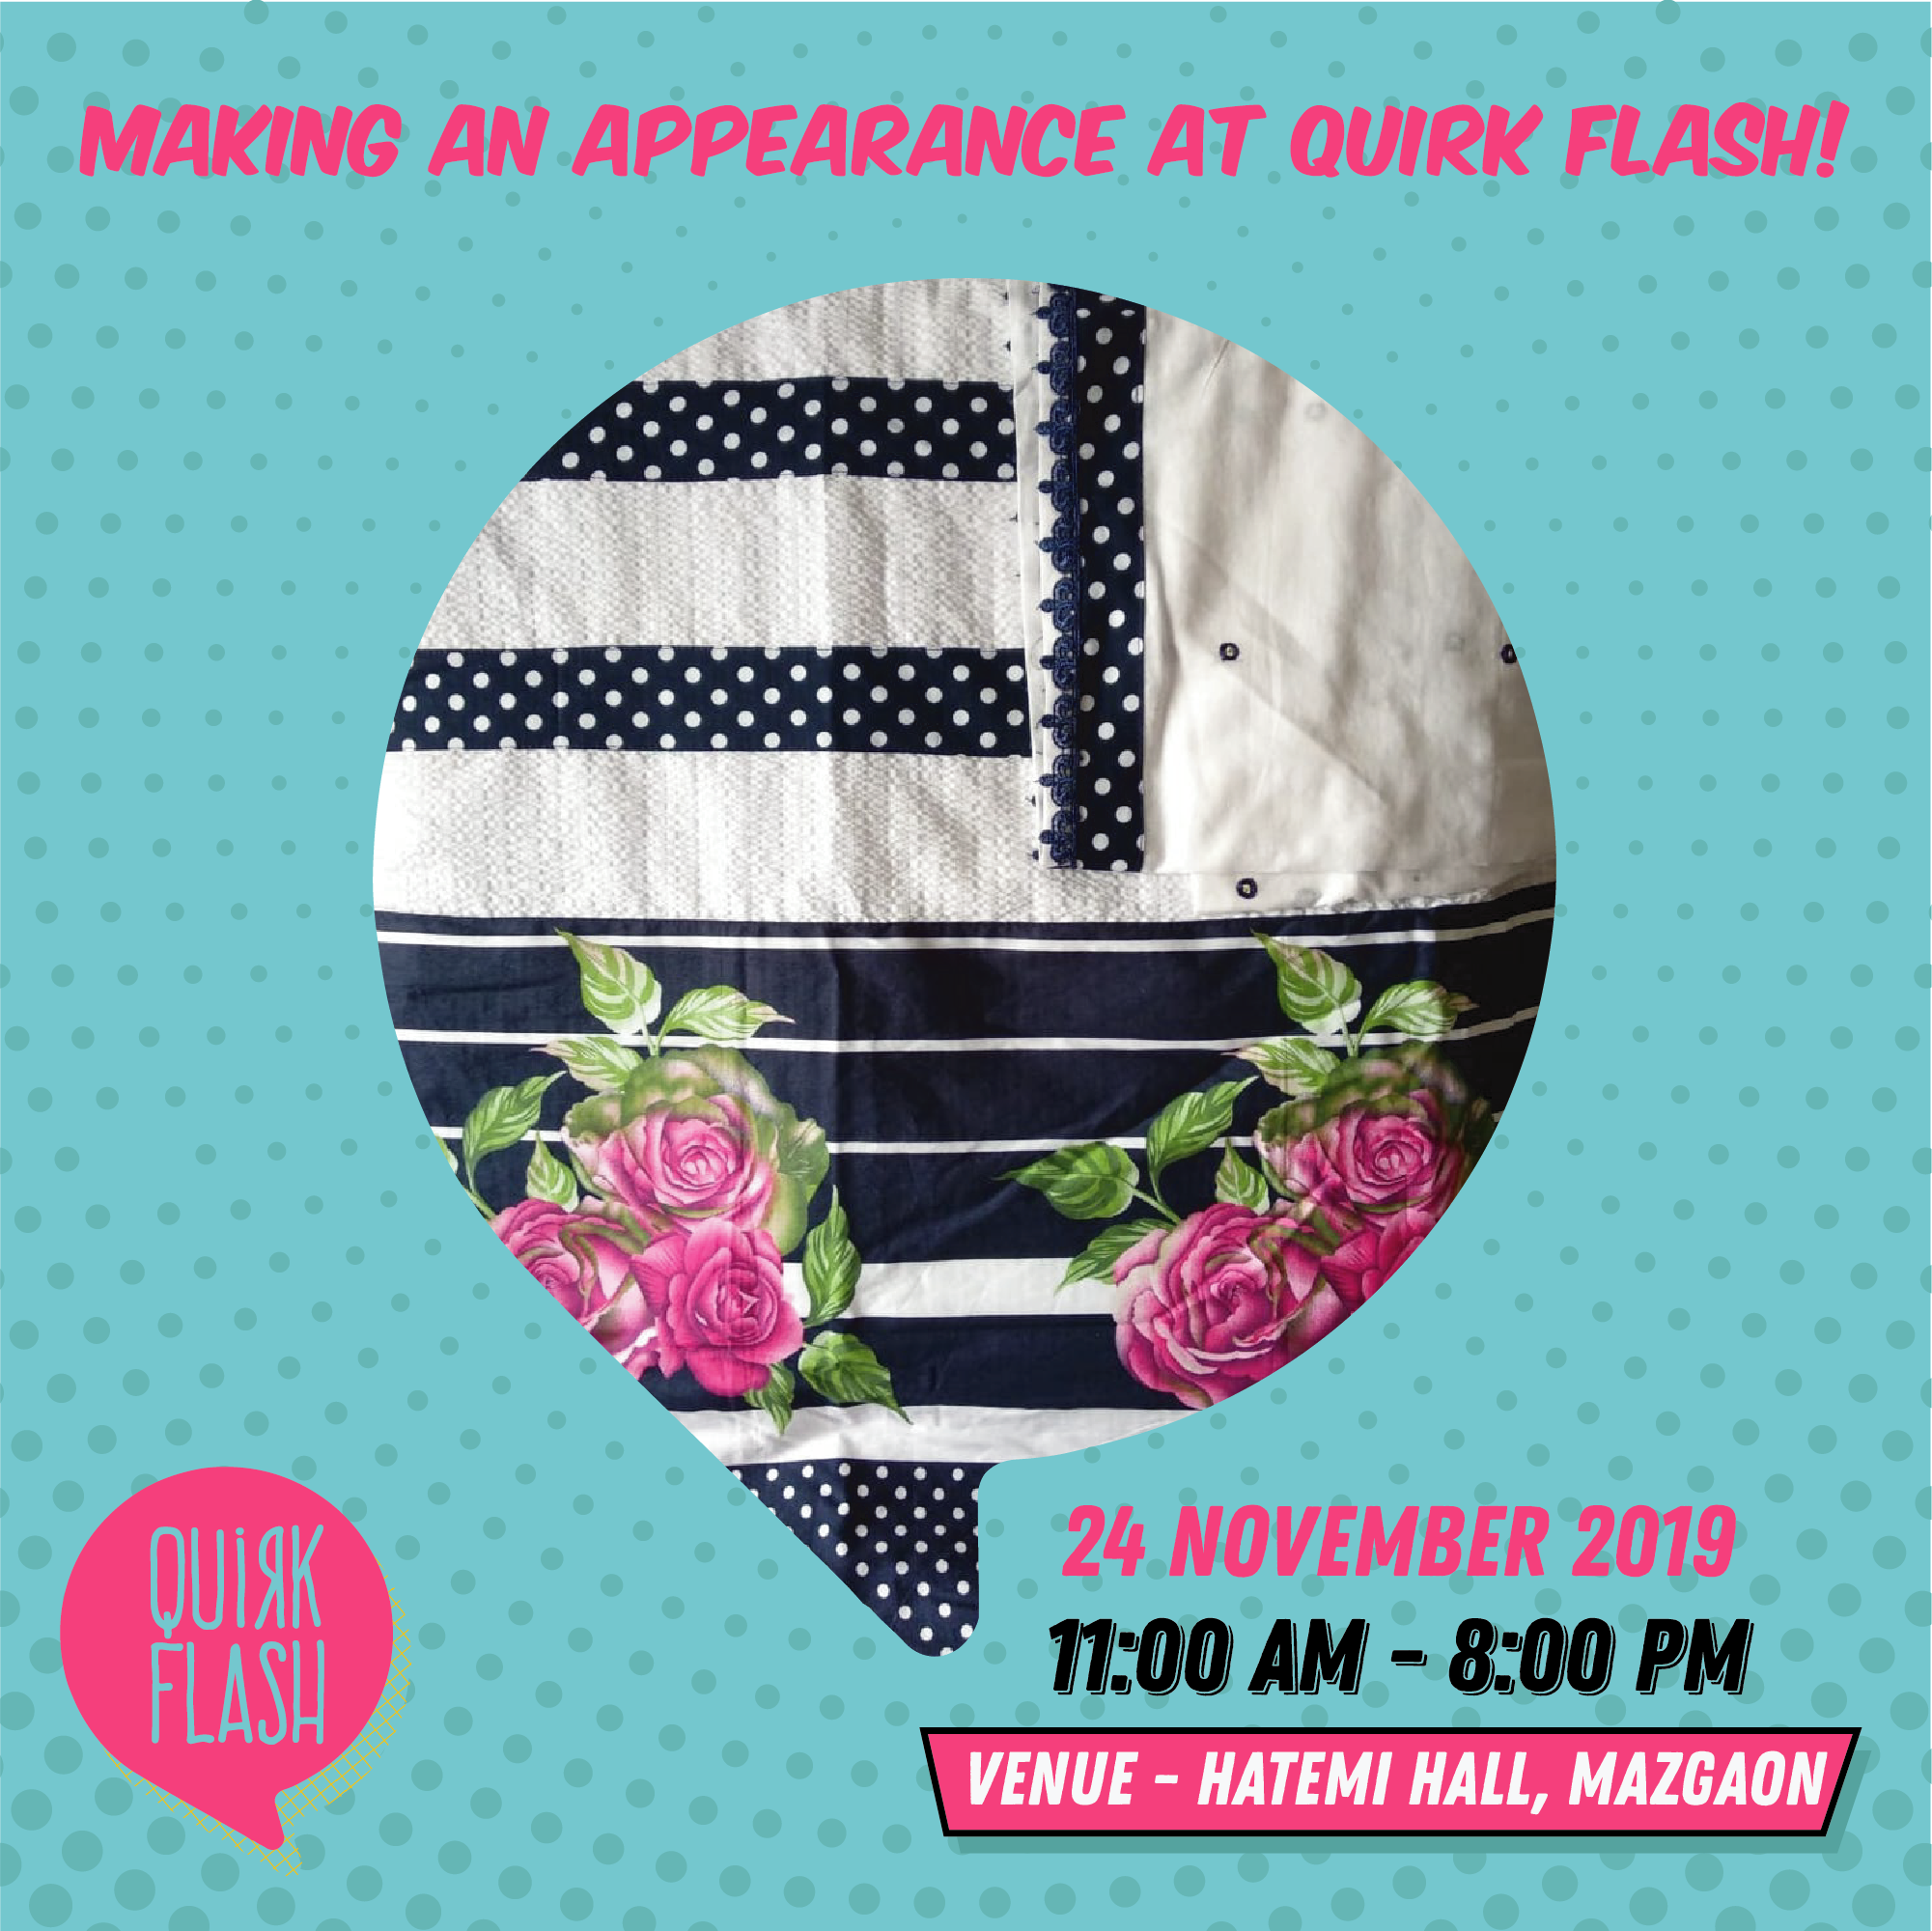 MAKING AN APPEARANCE AT QUIRK FLASH!
QUIRK
FLASH
24 NOVEMBER 2019
11:00 AM - 8:00 PM
VENUE - HATEMI HALL, MAZGAON